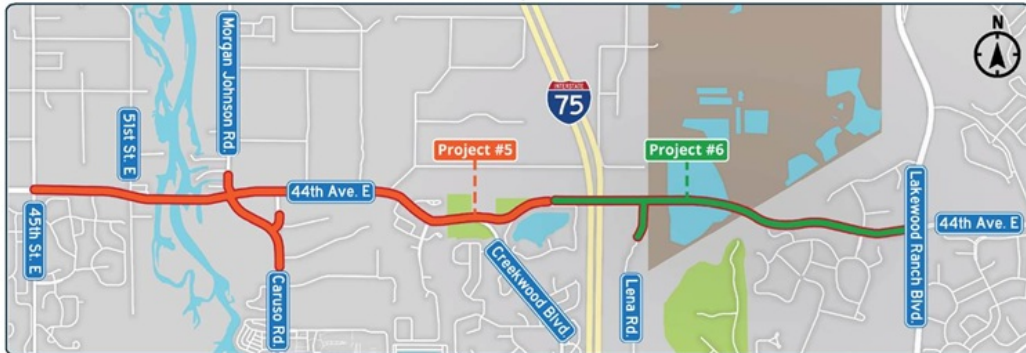 N
Morgan Johnson Rd.
51st St. E
INTERSTATE
75
Project #5
Project #6
45th St. E
44th Ave. E
44th Ave. E
Caruso Rd.
Creekwood Blvd.
Lena Rd.
Lakewood Ranch Blvd.